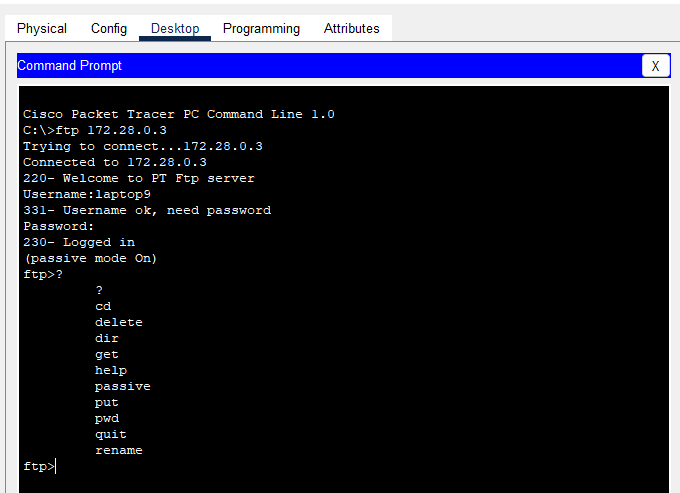 Physical Config Desktop Programming Attributes
Command Prompt X
Cisco Packet Tracer PC Command Line 1.0
C:\>ftp 172.28.0.3
Trying to connect...172.28.0.3
Connected to 172.28.0.3
220- Welcome to PT Ftp server
Username:laptop9
331- Username ok, need password
Password:
230- Logged in
(passive mode On)
ftp>?
?
cd
delete
dir
get
help
passive
put
pwd
quit
rename
ftp>